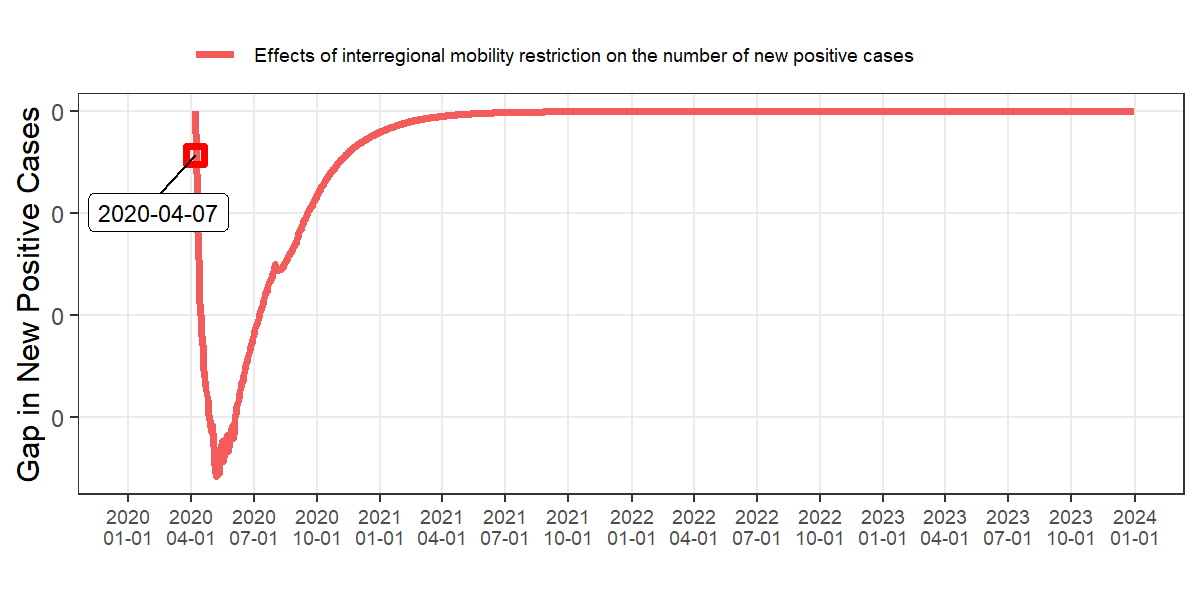 Effects of interregional mobility restriction on the number of new positive cases
Gap in New Positive Cases
0
0
0
0
2020-04-07
2020 2020 2020 2020 2021 2021 2021 2021 2022 2022 2022 2022 2023 2023 2023 2023 2024
01-01 04-01 07-01 10-01 01-01 04-01 07-01 10-01 01-01 04-01 07-01 10-01 01-01 04-01 07-01 10-01 01-01